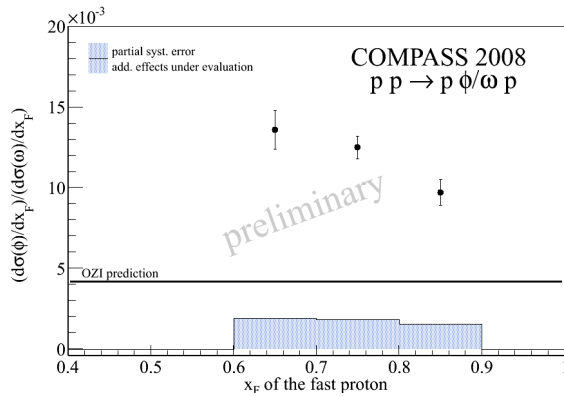 ×10⁻³
20
partial syst. error
add. effects under evaluation
COMPASS 2008
p p → p ϕ/ω p
15
10
preliminary
5
OZI prediction
0
0.4 0.5 0.6 0.7 0.8 0.9 1
x_F of the fast proton
(dσ(ϕ)/dx_F)/(dσ(ω)/dx_F)